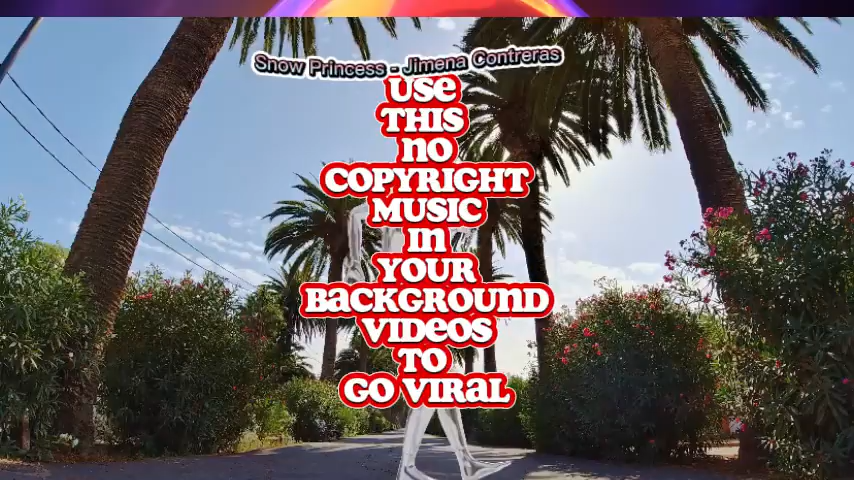 Snow Princess - Jimena Contreras
USE
THIS
NO
COPYRIGHT
MUSIC
IN
YOUR
BACKGROUND
VIDEOS
TO
GO VIRAL